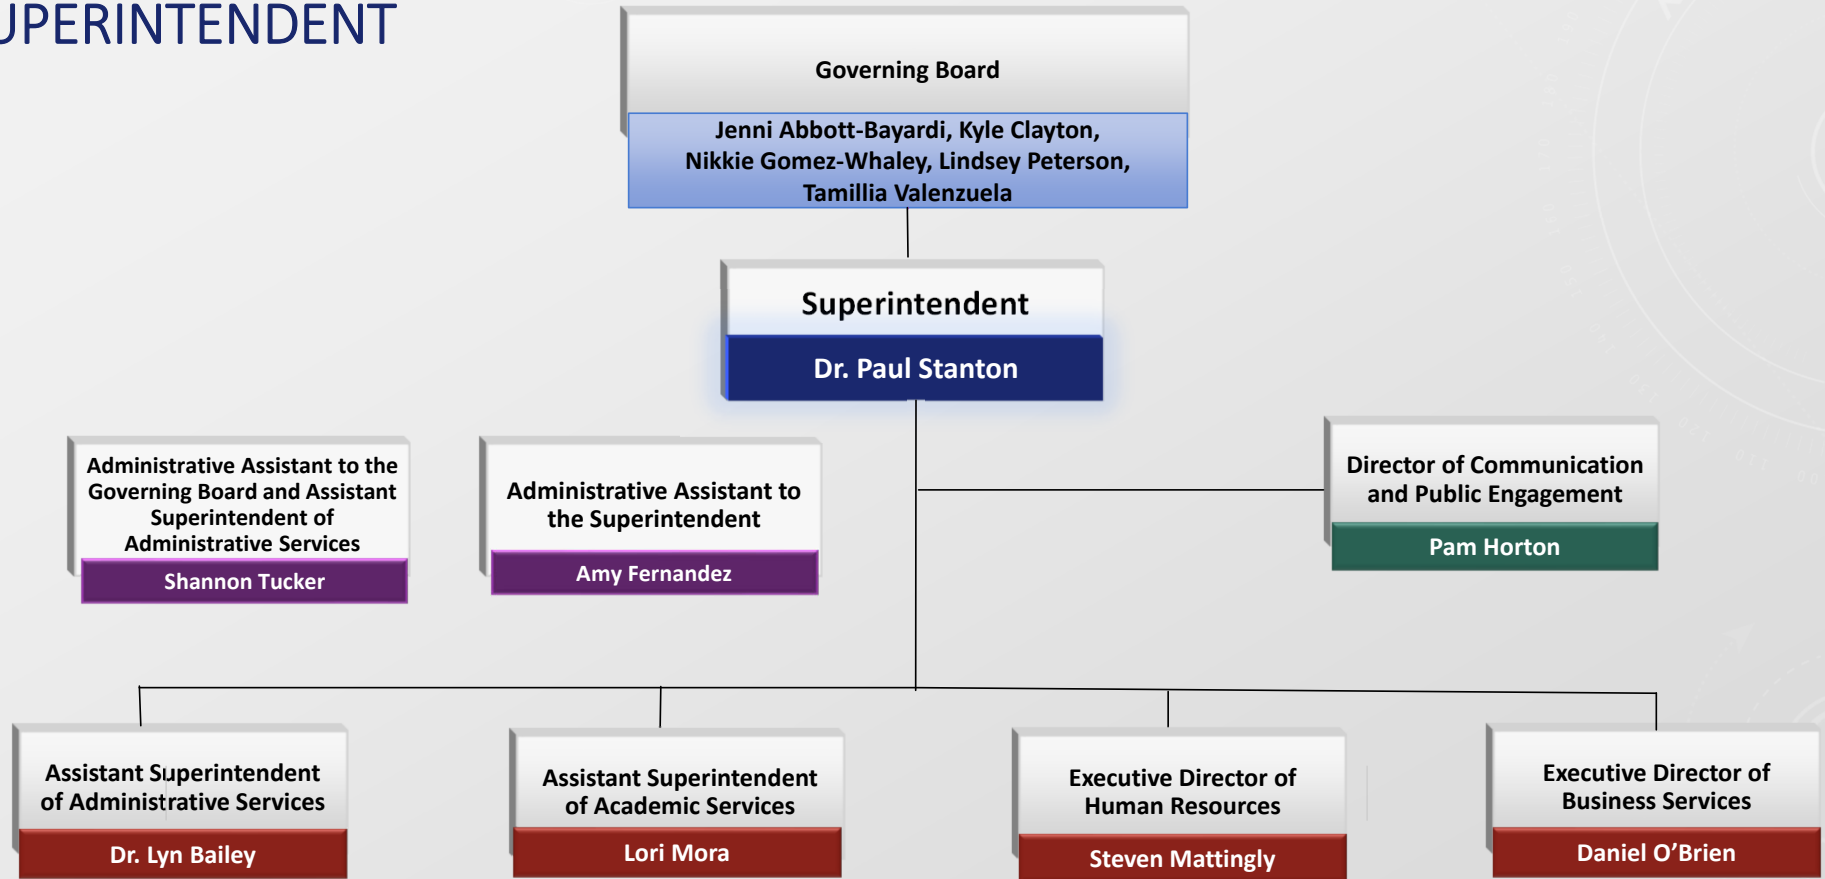 UPERINTENDENT
Governing Board
Jenni Abbott-Bayardi, Kyle Clayton,
Nikkie Gomez-Whaley, Lindsey Peterson,
Tamillia Valenzuela
Superintendent
Dr. Paul Stanton
Administrative Assistant to the
Governing Board and Assistant
Superintendent of
Administrative Services
Shannon Tucker
Administrative Assistant to
the Superintendent
Amy Fernandez
Director of Communication
and Public Engagement
Pam Horton
Assistant Superintendent
of Administrative Services
Dr. Lyn Bailey
Assistant Superintendent
of Academic Services
Lori Mora
Executive Director of
Human Resources
Steven Mattingly
Executive Director of
Business Services
Daniel O’Brien